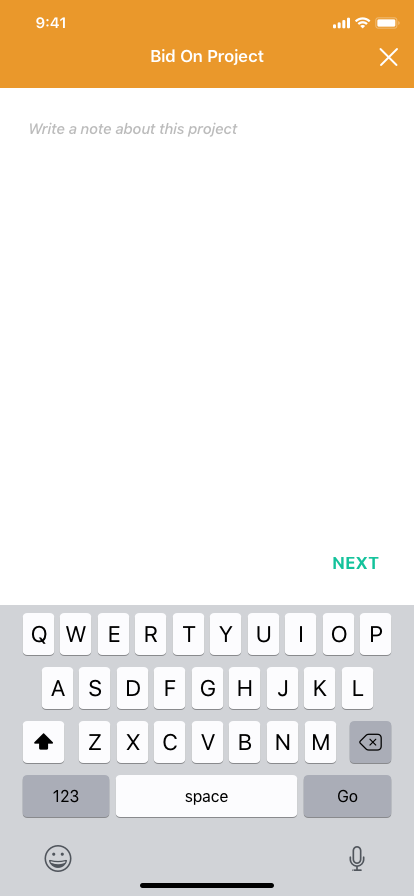 9:41
Bid On Project
Write a note about this project
NEXT
Q W E R T Y U I O P
A S D F G H J K L
Z X C V B N M
123 space Go